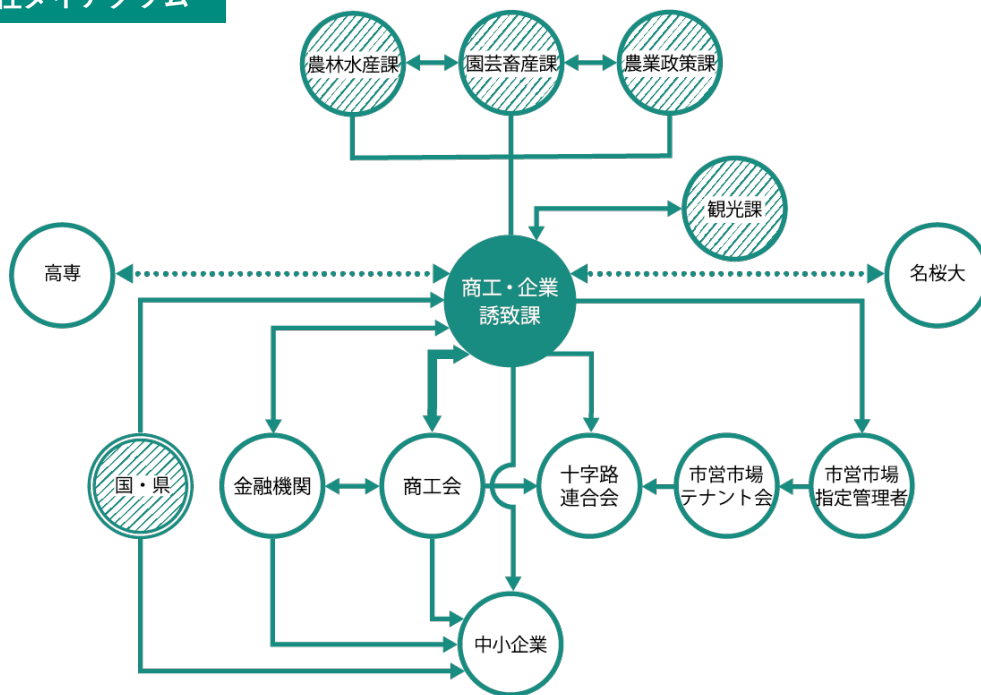 農林水産課
園芸畜産課
農業政策課
観光課
高専
商工・企業
誘致課
名桜大
国・県
金融機関
商工会
十字路
連合会
市営市場
テナント会
市営市場
指定管理者
中小企業